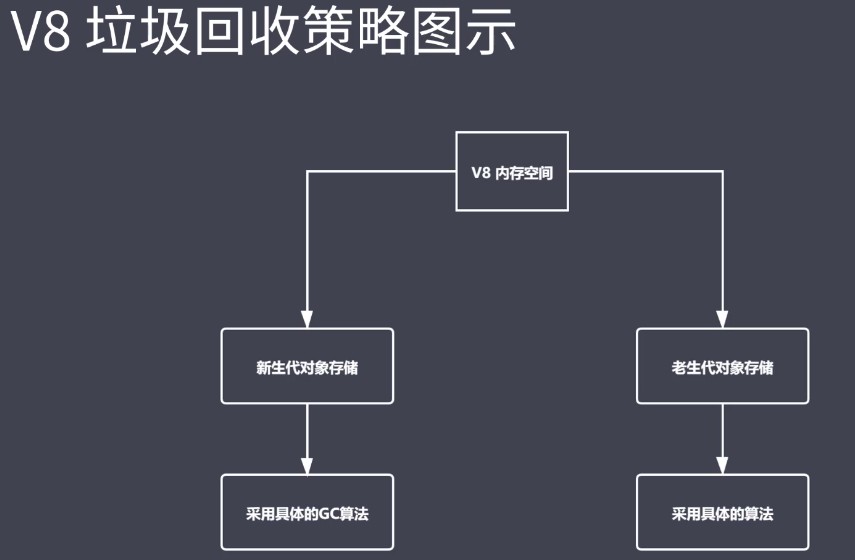 V8 垃圾回收策略图示
V8 内存空间
新生代对象存储
老生代对象存储
采用具体的GC算法
采用具体的算法